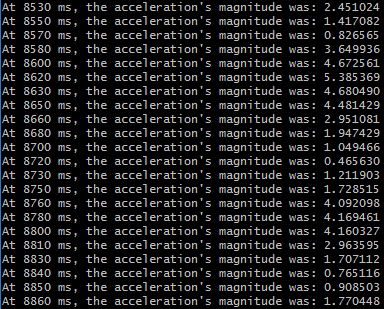 At 8530 ms, the acceleration's magnitude was: 2.451024
At 8550 ms, the acceleration's magnitude was: 1.417082
At 8570 ms, the acceleration's magnitude was: 0.826565
At 8580 ms, the acceleration's magnitude was: 3.649936
At 8600 ms, the acceleration's magnitude was: 4.672561
At 8620 ms, the acceleration's magnitude was: 5.385369
At 8630 ms, the acceleration's magnitude was: 4.680490
At 8650 ms, the acceleration's magnitude was: 4.481429
At 8660 ms, the acceleration's magnitude was: 2.951081
At 8680 ms, the acceleration's magnitude was: 1.947429
At 8700 ms, the acceleration's magnitude was: 1.049466
At 8720 ms, the acceleration's magnitude was: 0.465630
At 8730 ms, the acceleration's magnitude was: 1.211903
At 8750 ms, the acceleration's magnitude was: 1.728515
At 8760 ms, the acceleration's magnitude was: 4.092098
At 8780 ms, the acceleration's magnitude was: 4.169461
At 8800 ms, the acceleration's magnitude was: 4.160327
At 8810 ms, the acceleration's magnitude was: 2.963595
At 8830 ms, the acceleration's magnitude was: 1.707112
At 8840 ms, the acceleration's magnitude was: 0.765116
At 8850 ms, the acceleration's magnitude was: 0.908503
At 8860 ms, the acceleration's magnitude was: 1.770448